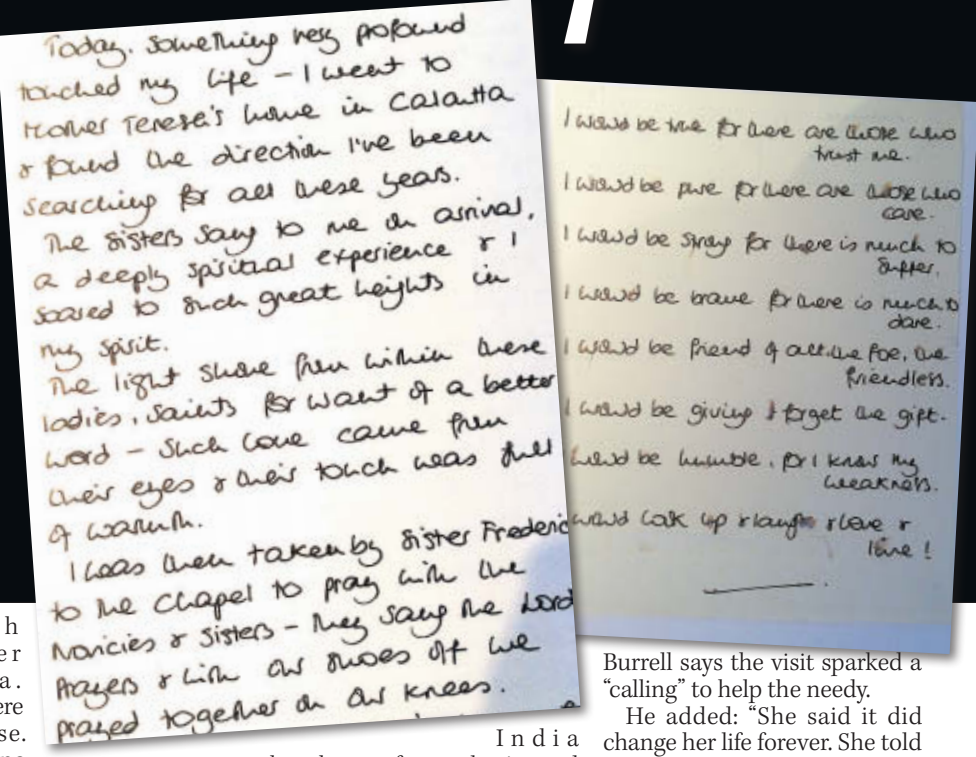 Today. Something very profound
touched my life - I went to
Mother Teresa's home in Calcutta
& found the direction I've been
searching for all these years.
The Sisters sang to me on arrival,
a deeply spiritual experience & I
soared to such great heights in
my spirit.
The light shone from within these
ladies, saints for want of a better
word - Such love came from
their eyes & their touch was full
of warmth.
I was then taken by Sister Frederic
to the Chapel to pray with the
Novicies & Sisters - they sang the Lord
Prayers & with our shoes off we
prayed together on our knees.
I would be true for there are those who
trust me.
I would be pure for there are those who
care.
I would be strong for there is much to
suffer.
I would be brave for there is much to
dare.
I would be friend of all, the foe, the
friendless.
I would be giving & forget the gift.
would be humble, for I know my
weakness.
would look up & laugh & love &
live!
h
er
a.
ere
se.
India
Burrell says the visit sparked a
“calling” to help the needy.
He added: “She said it did
change her life forever. She told